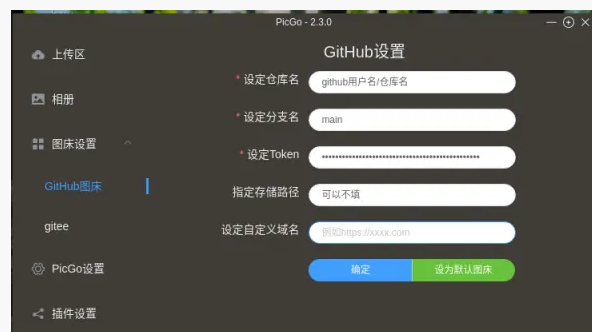 PicGo - 2.3.0
上传区
相册
图床设置
GitHub图床
gitee
PicGo设置
插件设置
GitHub设置
* 设定仓库名
github用户名/仓库名
* 设定分支名
main
* 设定Token
••••••••••••••••••••••••••••••••••••••••••••••••
指定存储路径
可以不填
设定自定义域名
例如https://xxxx.com
确定
设为默认图床